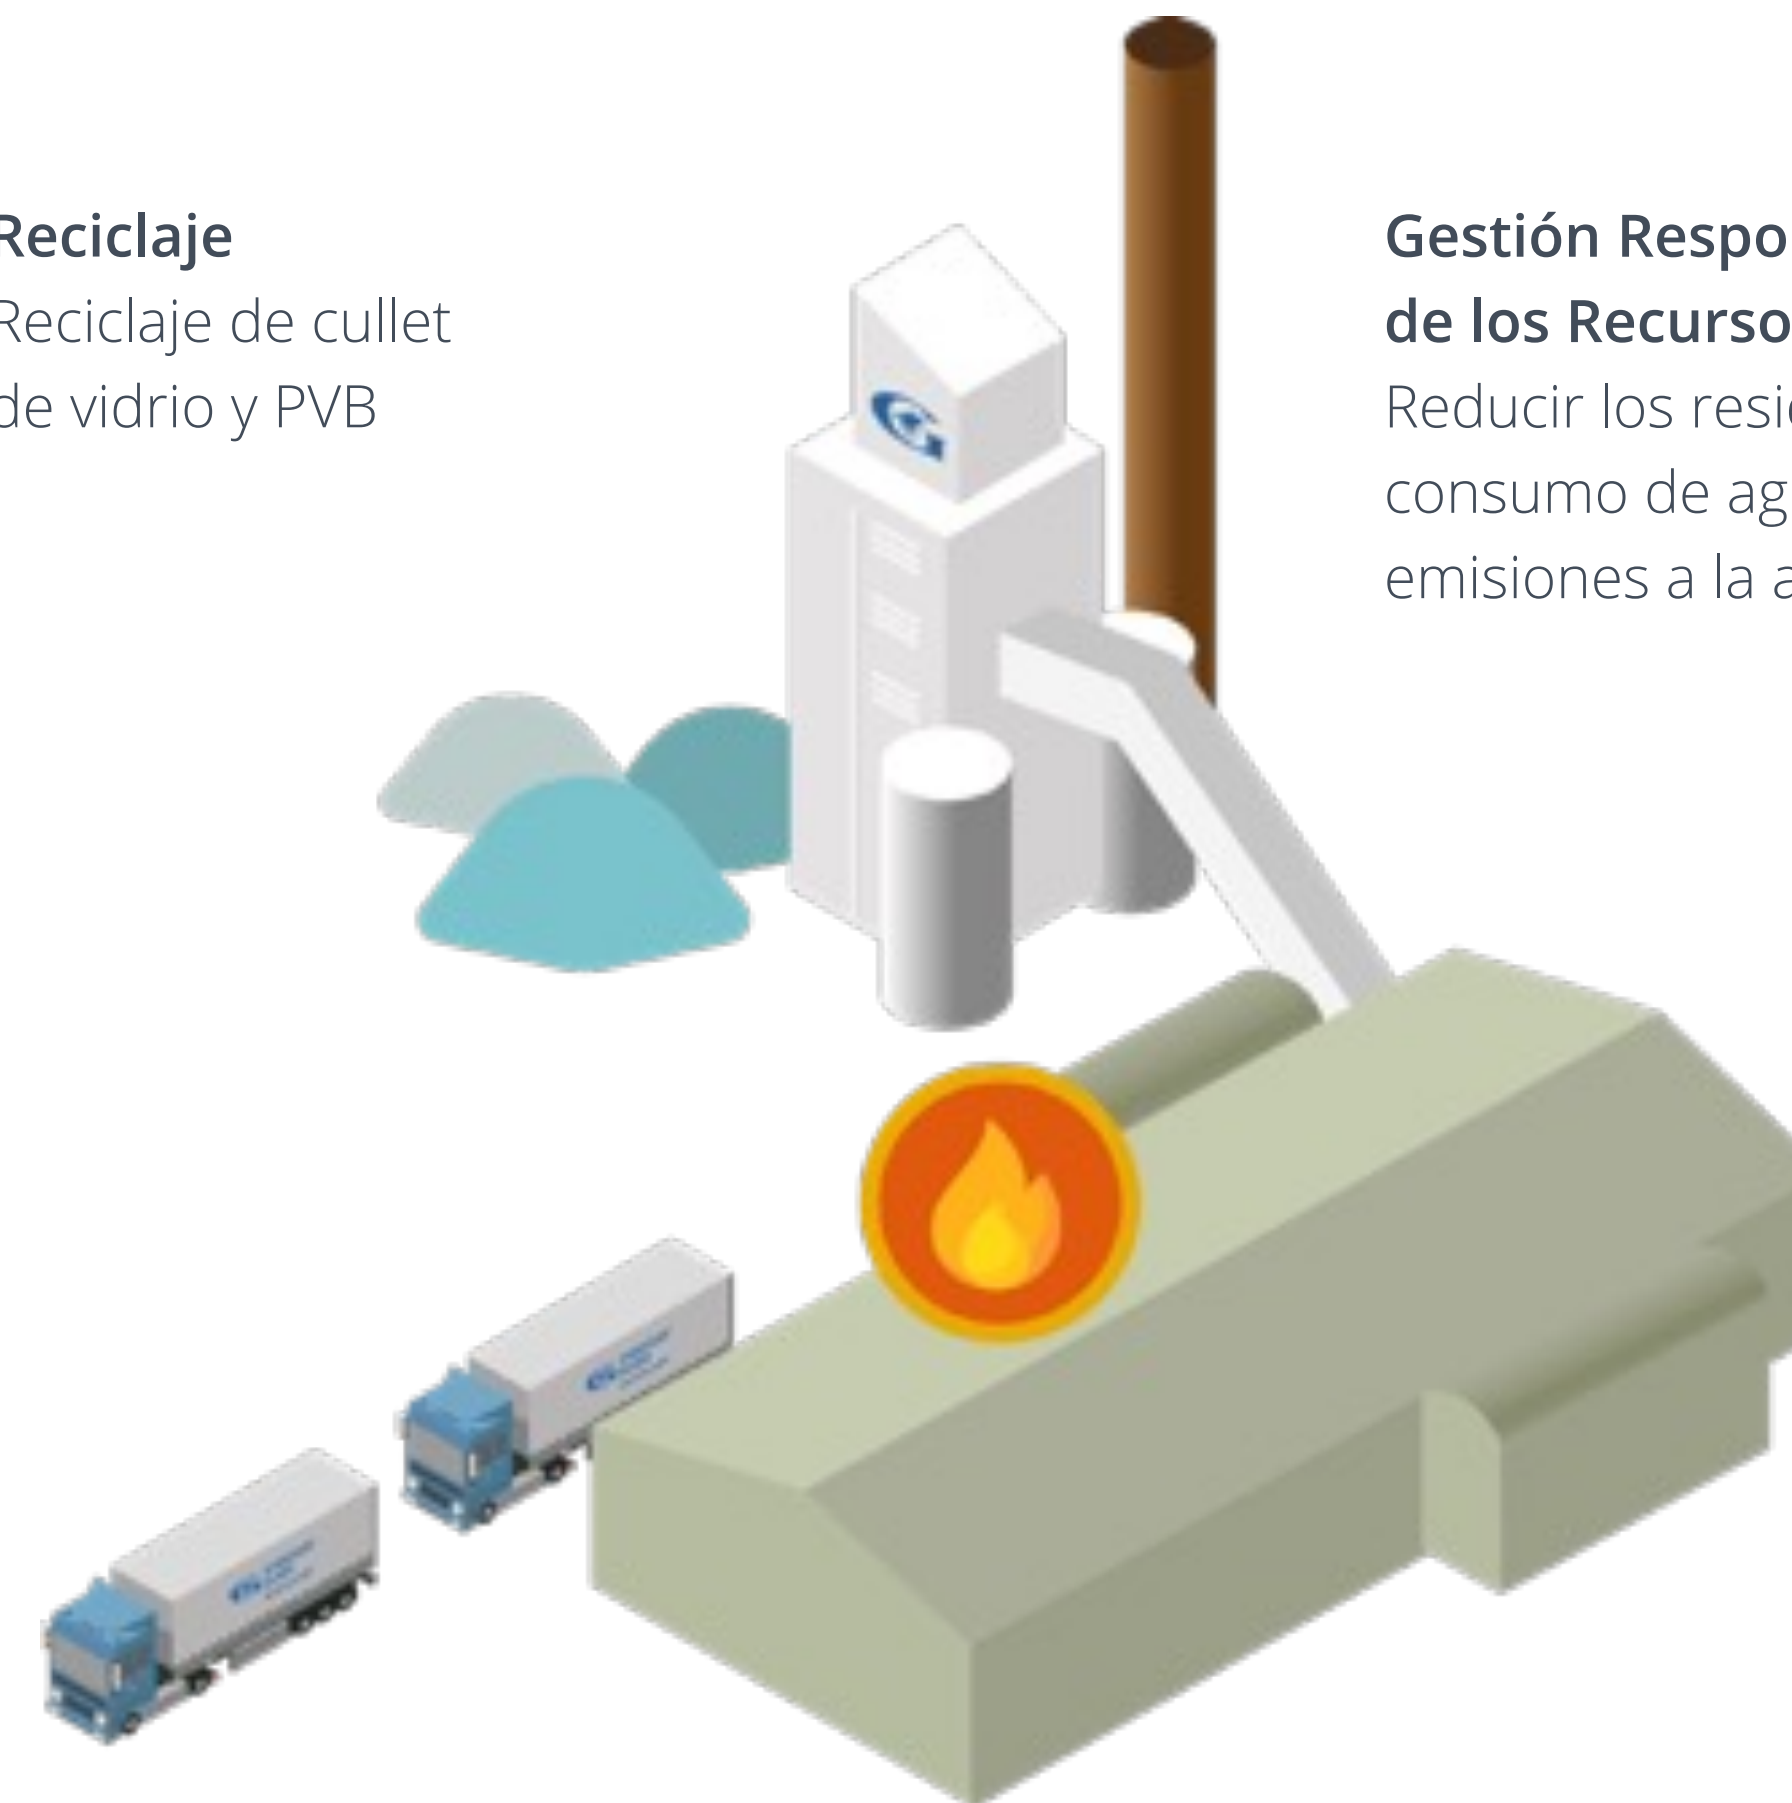 Reciclaje
Reciclaje de cullet
de vidrio y PVB
Gestión Respo
de los Recurso
Reducir los resi
consumo de ag
emisiones a la a